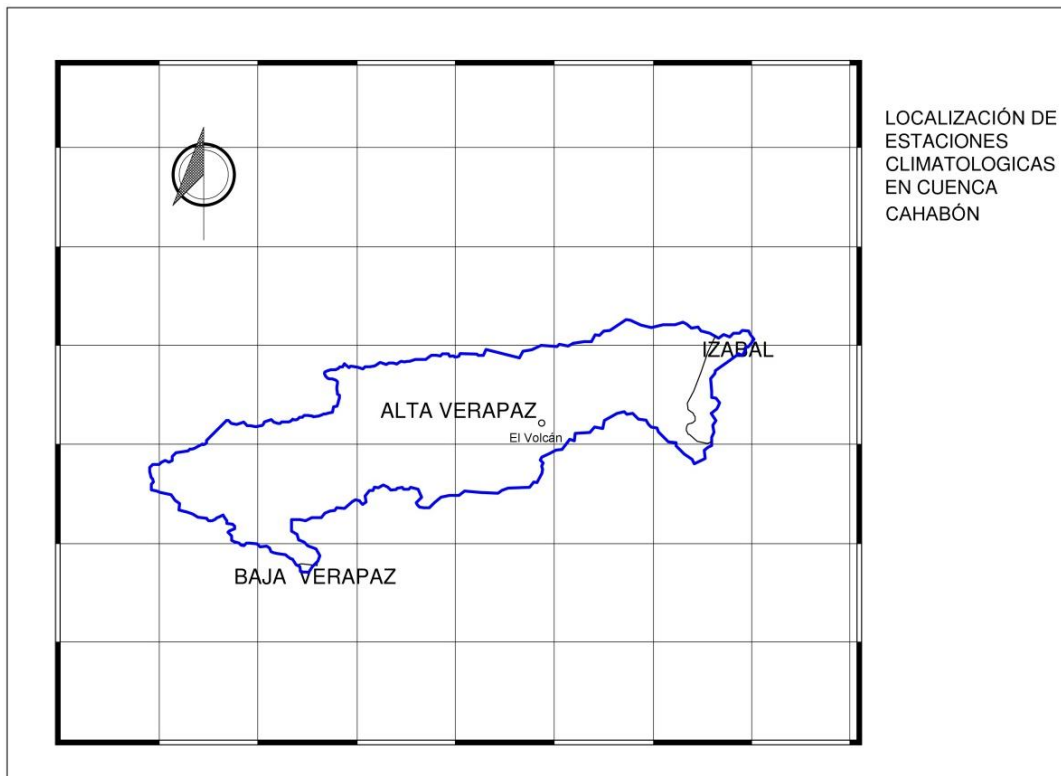 LOCALIZACIÓN DE
ESTACIONES
CLIMATOLOGICAS
EN CUENCA
CAHABÓN
IZABAL
ALTA VERAPAZ
El Volcán
BAJA VERAPAZ